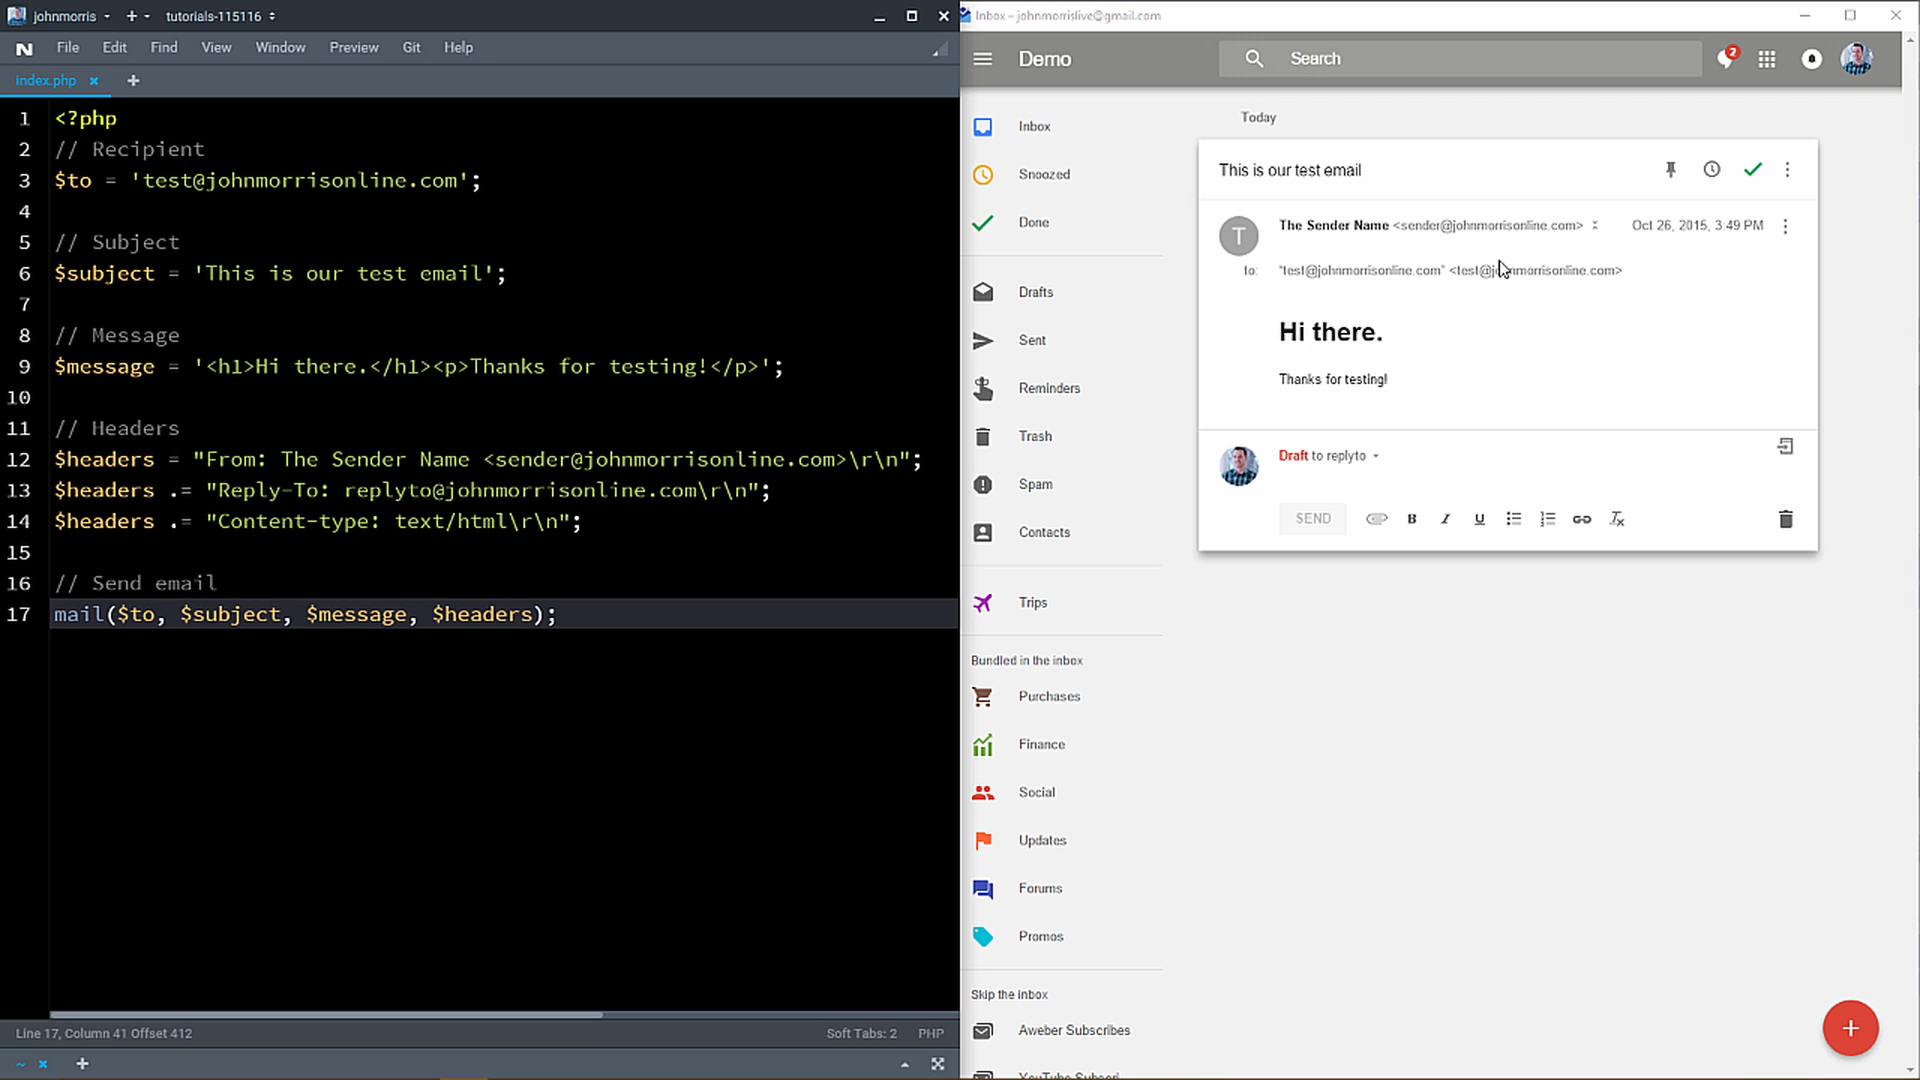 johnmorris
tutorials-115116
N File Edit Find View Window Preview Git Help
index.php
1 <?php
2 // Recipient
3 $to = 'test@johnmorrisonline.com';
4
5 // Subject
6 $subject = 'This is our test email';
7
8 // Message
9 $message = '<h1>Hi there.</h1><p>Thanks for testing!</p>';
10
11 // Headers
12 $headers = "From: The Sender Name <sender@johnmorrisonline.com>\r\n";
13 $headers .= "Reply-To: replyto@johnmorrisonline.com\r\n";
14 $headers .= "Content-type: text/html\r\n";
15
16 // Send email
17 mail($to, $subject, $message, $headers);
Line 17, Column 41 Offset 412
Soft Tabs: 2 PHP
~
Inbox – johnmorrislive@gmail.com
Demo
Search
2
Inbox
Snoozed
Done
Drafts
Sent
Reminders
Trash
Spam
Contacts
Trips
Bundled in the inbox
Purchases
Finance
Social
Updates
Forums
Promos
Skip the inbox
Aweber Subscribes
YouTube Subscri
Today
This is our test email
T
The Sender Name <sender@johnmorrisonline.com>
Oct 26, 2015, 3:49 PM
to: "test@johnmorrisonline.com" <test@johnmorrisonline.com>
Hi there.
Thanks for testing!
Draft to replyto
SEND
B I U